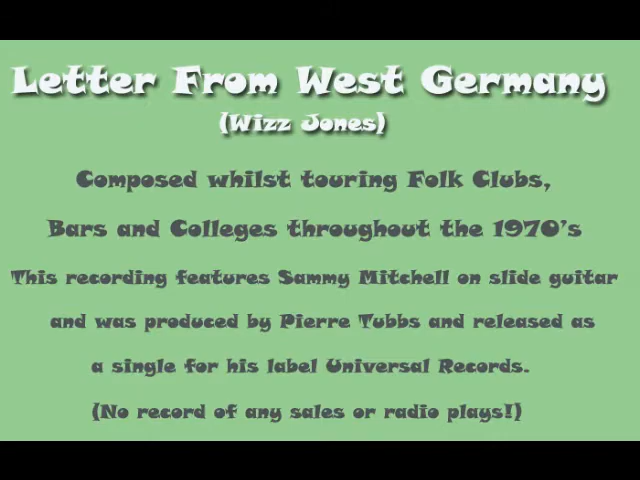 Letter From West Germany
(Wizz Jones)
Composed whilst touring Folk Clubs,
Bars and Colleges throughout the 1970's
This recording features Sammy Mitchell on slide guitar
and was produced by Pierre Tubbs and released as
a single for his label Universal Records.
(No record of any sales or radio plays!)